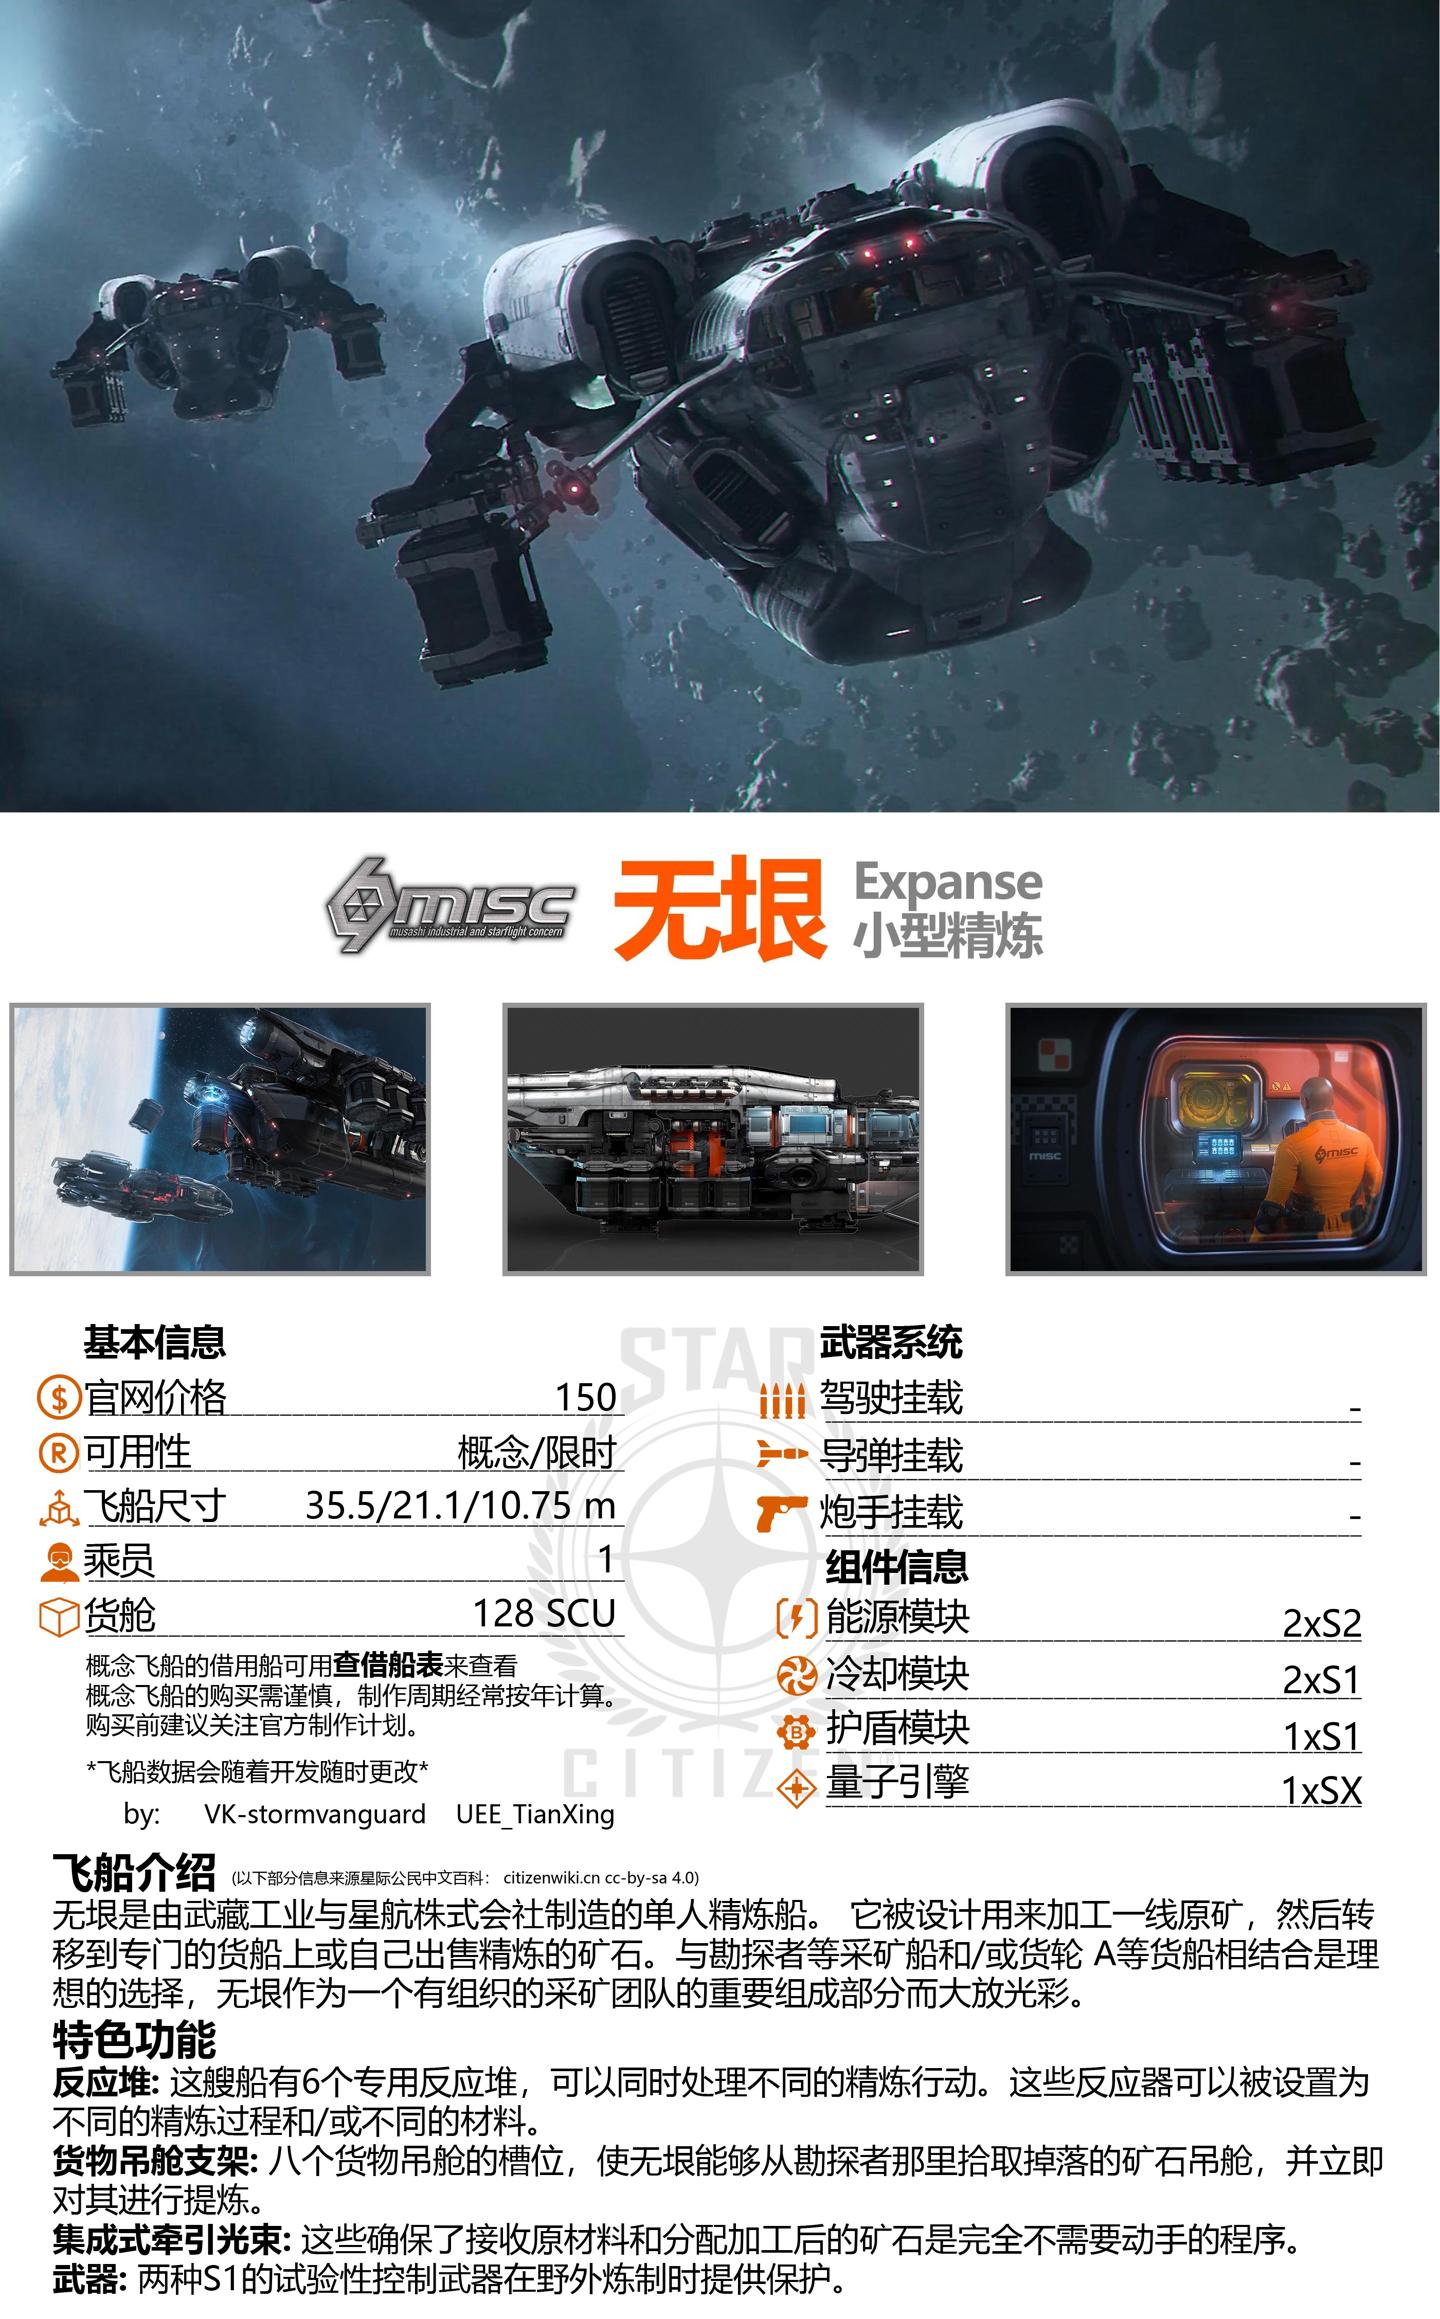 misc
musashi industrial and starflight concern
无垠
Expanse
小型精炼
MISC
misc
基本信息
官网价格 150
可用性 概念/限时
飞船尺寸 35.5/21.1/10.75 m
乘员 1
货舱 128 SCU
概念飞船的借用船可用查借船表来查看
概念飞船的购买需谨慎，制作周期经常按年计算。
购买前建议关注官方制作计划。
*飞船数据会随着开发随时更改*
by: VK-stormvanguard UEE_TianXing
STAR
CITIZEN
武器系统
驾驶挂载 -
导弹挂载 -
炮手挂载 -
组件信息
能源模块 2xS2
冷却模块 2xS1
护盾模块 1xS1
量子引擎 1xSX
飞船介绍 (以下部分信息来源星际公民中文百科： citizenwiki.cn cc-by-sa 4.0)
无垠是由武藏工业与星航株式会社制造的单人精炼船。 它被设计用来加工一线原矿，然后转
移到专门的货船上或自己出售精炼的矿石。与勘探者等采矿船和/或货轮 A等货船相结合是理
想的选择，无垠作为一个有组织的采矿团队的重要组成部分而大放光彩。
特色功能
反应堆: 这艘船有6个专用反应堆，可以同时处理不同的精炼行动。这些反应器可以被设置为
不同的精炼过程和/或不同的材料。
货物吊舱支架: 八个货物吊舱的槽位，使无垠能够从勘探者那里拾取掉落的矿石吊舱，并立即
对其进行提炼。
集成式牵引光束: 这些确保了接收原材料和分配加工后的矿石是完全不需要动手的程序。
武器: 两种S1的试验性控制武器在野外炼制时提供保护。